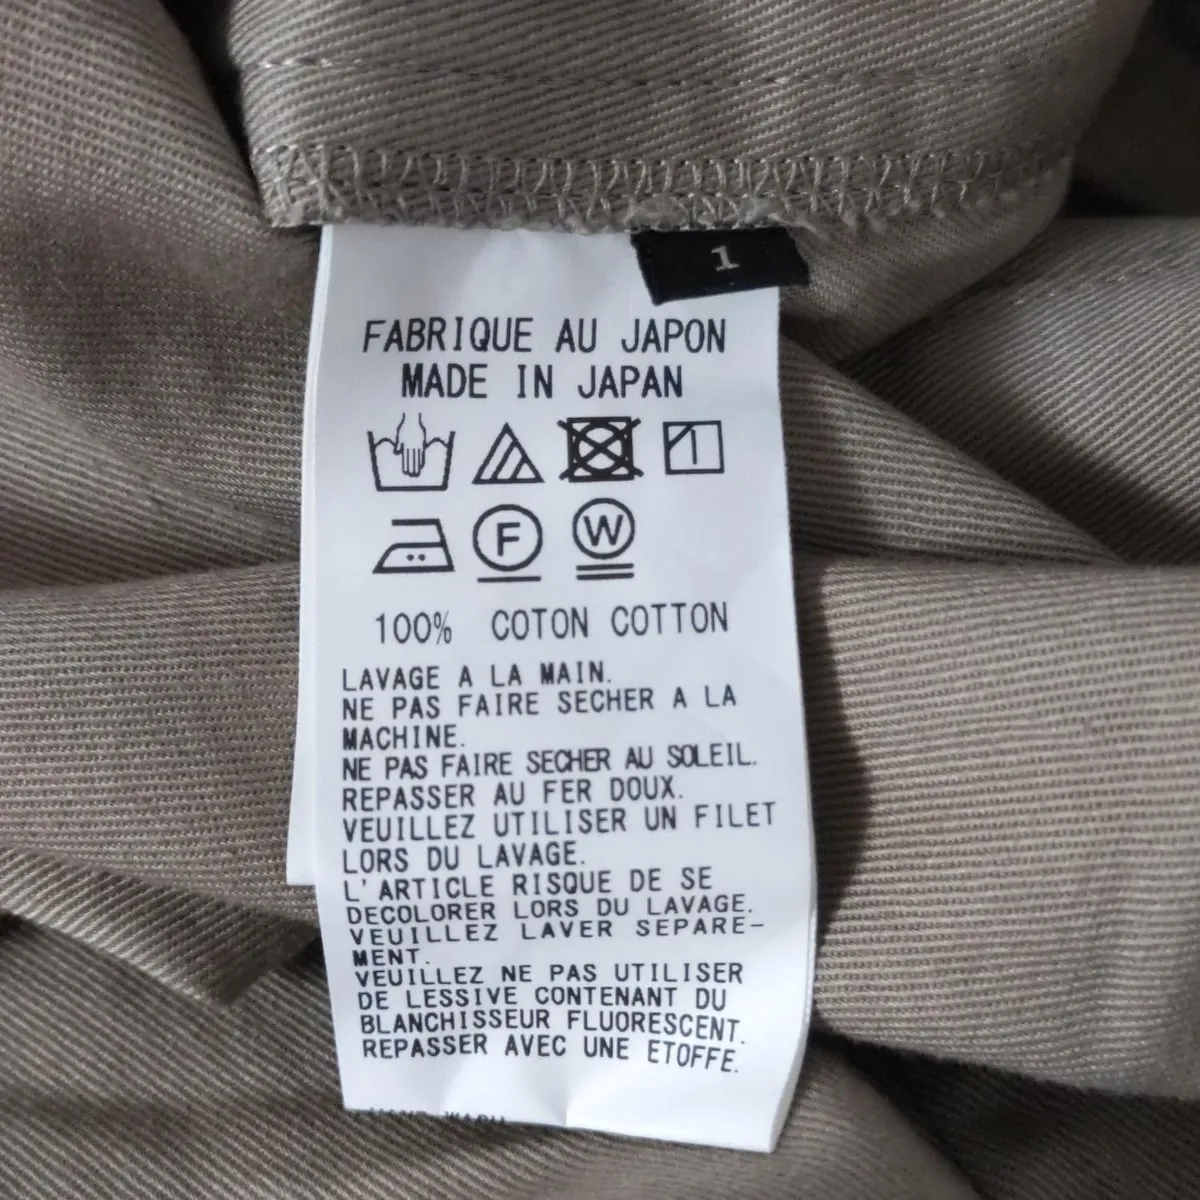 1
FABRIQUE AU JAPON
MADE IN JAPAN
F W
100% COTON COTTON
LAVAGE A LA MAIN.
NE PAS FAIRE SECHER A LA
MACHINE.
NE PAS FAIRE SECHER AU SOLEIL.
REPASSER AU FER DOUX.
VEUILLEZ UTILISER UN FILET
LORS DU LAVAGE.
L'ARTICLE RISQUE DE SE
DECOLORER LORS DU LAVAGE.
VEUILLEZ LAVER SEPARE-
MENT.
VEUILLEZ NE PAS UTILISER
DE LESSIVE CONTENANT DU
BLANCHISSEUR FLUORESCENT.
REPASSER AVEC UNE ETOFFE.